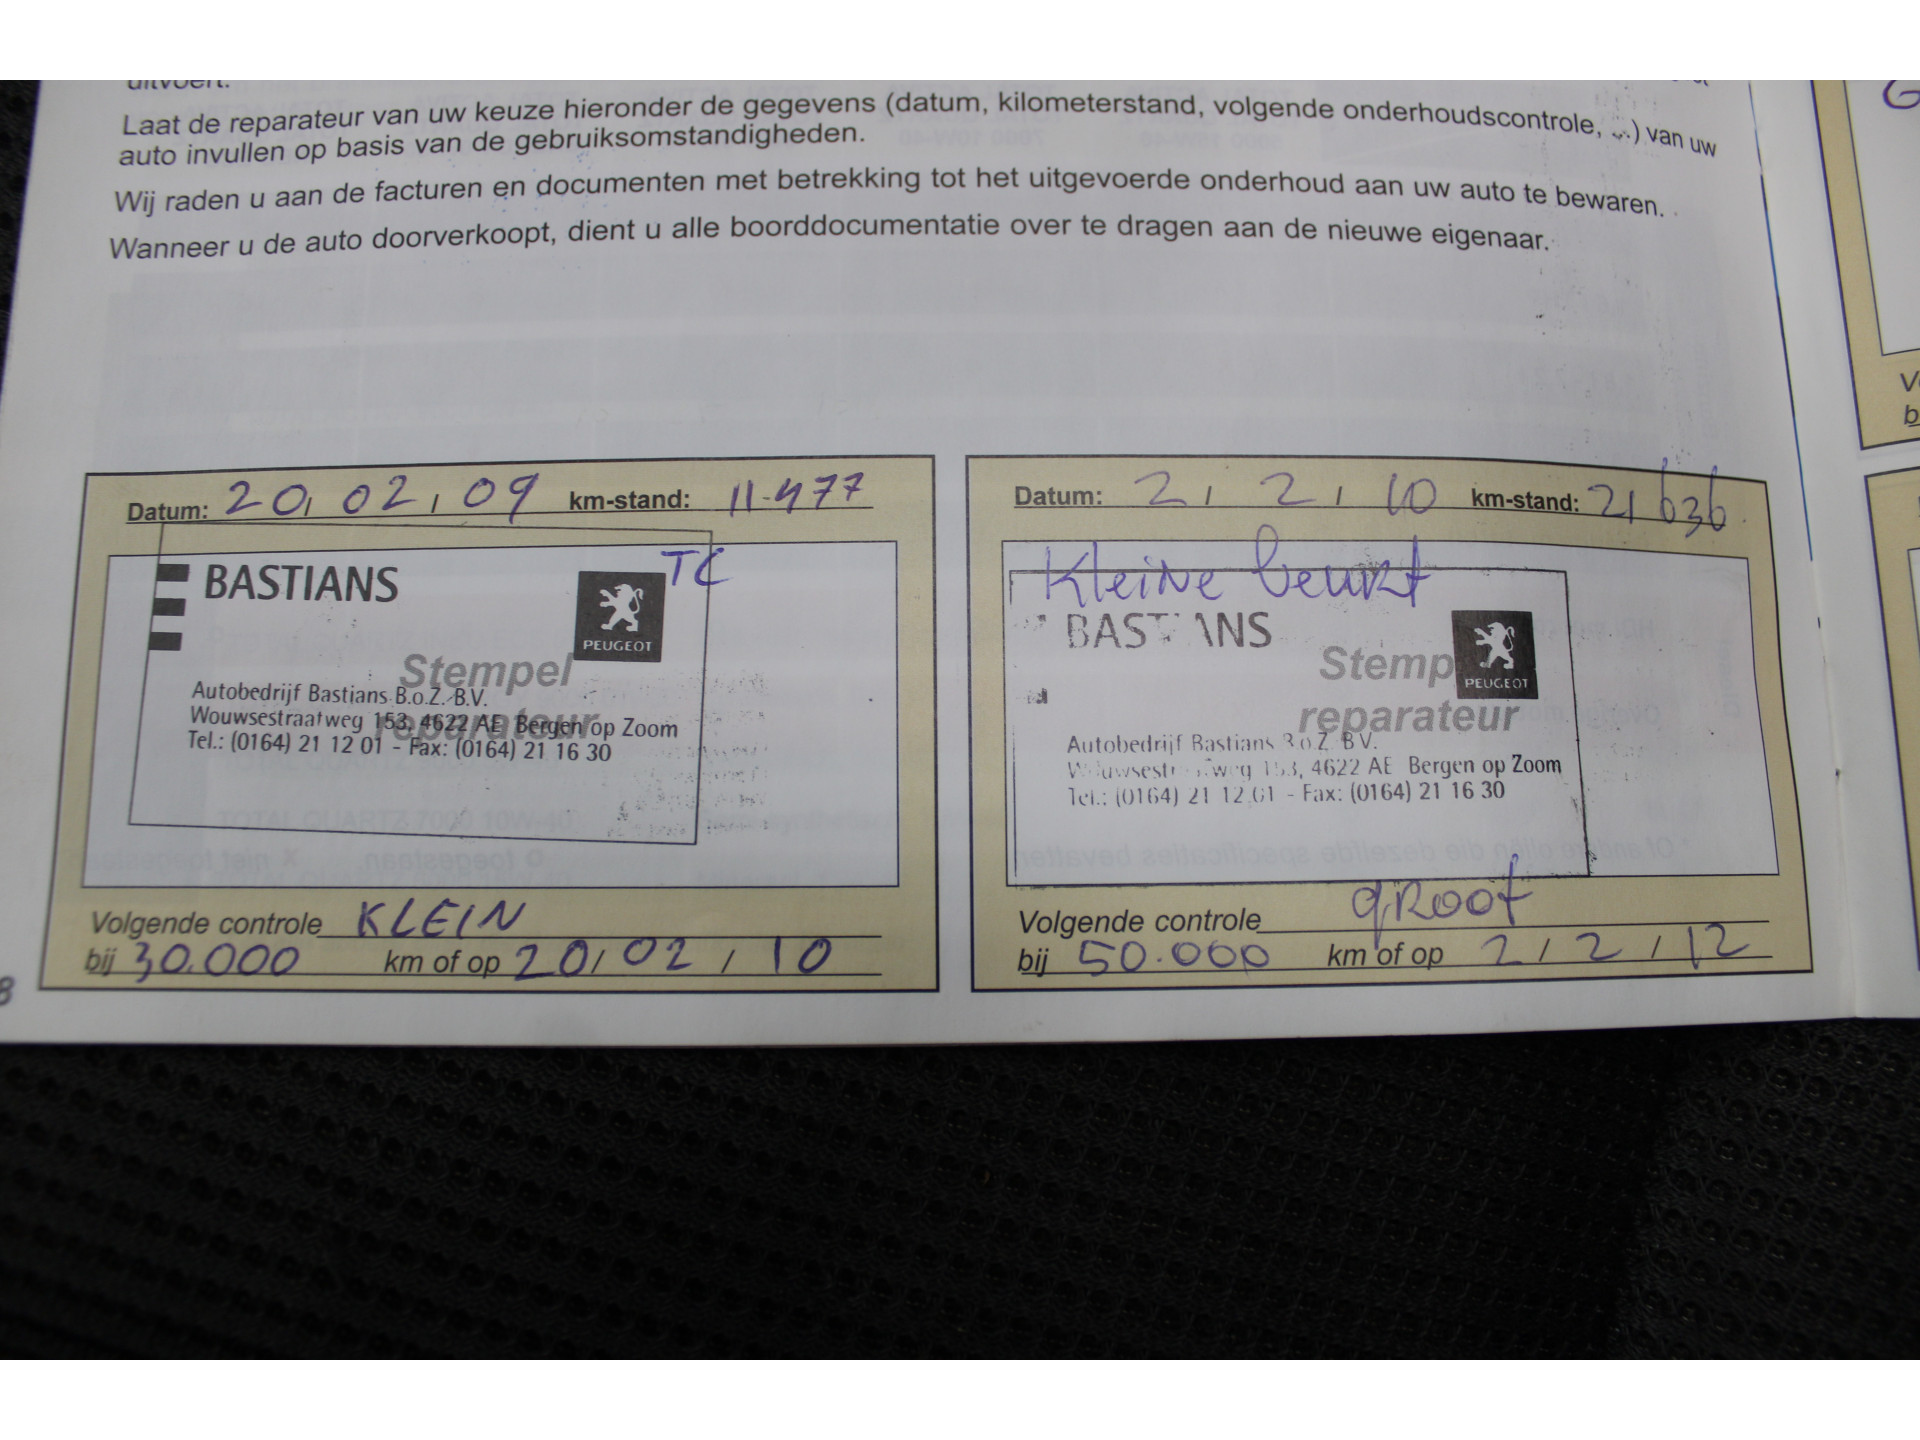 uitvoert.
Laat de reparateur van uw keuze hieronder de gegevens (datum, kilometerstand, volgende onderhoudscontrole, ...) van uw
auto invullen op basis van de gebruiksomstandigheden.
Wij raden u aan de facturen en documenten met betrekking tot het uitgevoerde onderhoud aan uw auto te bewaren.
Wanneer u de auto doorverkoopt, dient u alle boorddocumentatie over te dragen aan de nieuwe eigenaar.
Datum: 20/02/09 km-stand: 11.477
TC
BASTIANS
PEUGEOT
Stempel
reparateur
Autobedrijf Bastians B.o.Z. B.V.
Wouwsestraatweg 153, 4622 AE Bergen op Zoom
Tel.: (0164) 21 12 01 - Fax: (0164) 21 16 30
Volgende controle KLEIN
bij 30.000 km of op 20/02/10
Datum: 2/2/10 km-stand: 21636
Kleine beurt
BASTIANS
PEUGEOT
Stemp
reparateur
Autobedrijf Bastians B.o.Z. B.V.
Wouwsestraatweg 153, 4622 AE Bergen op Zoom
Tel.: (0164) 21 12 01 - Fax: (0164) 21 16 30
Volgende controle groot
bij 50.000 km of op 2/2/12